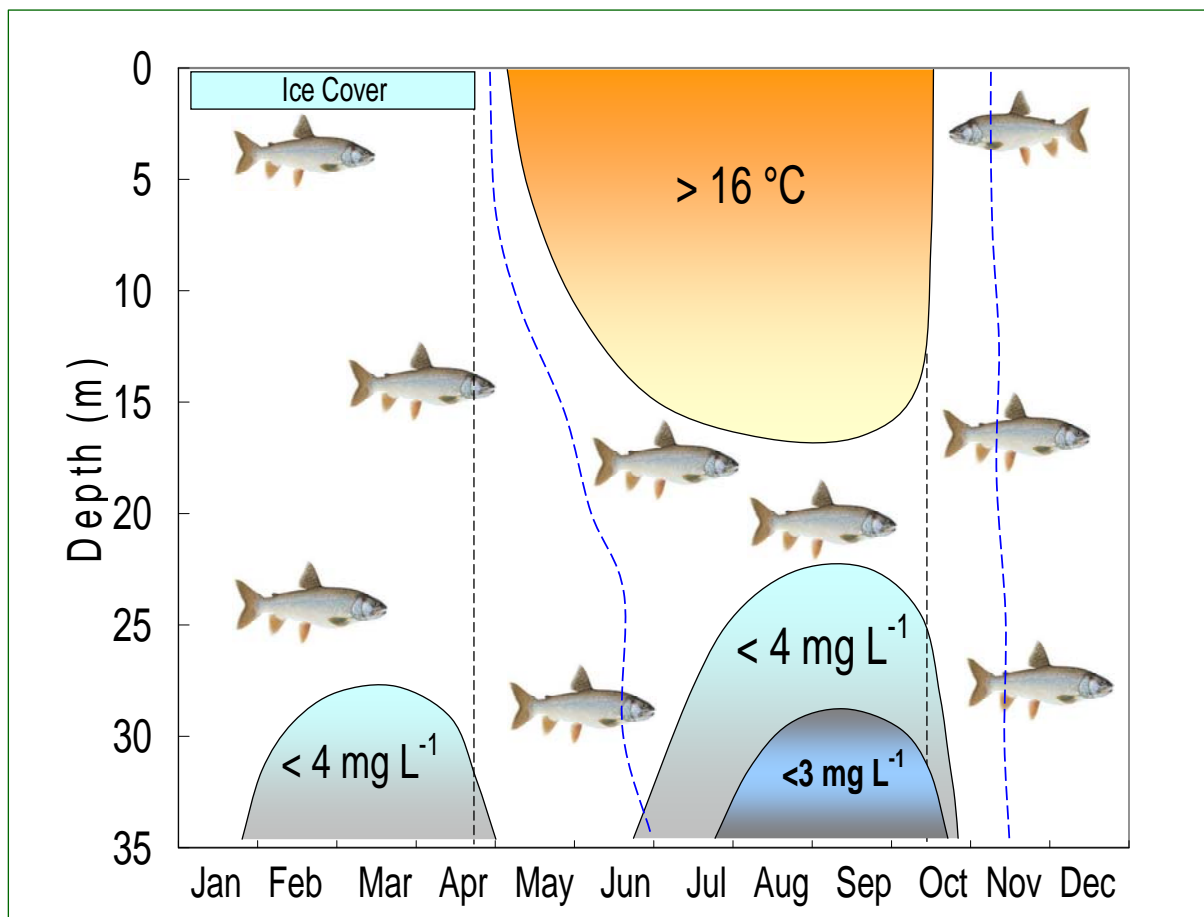 Ice Cover
> 16 °C
< 4 mg L⁻¹
< 4 mg L⁻¹
<3 mg L⁻¹
Depth (m)
0
5
10
15
20
25
30
35
Jan Feb Mar Apr May Jun Jul Aug Sep Oct Nov Dec